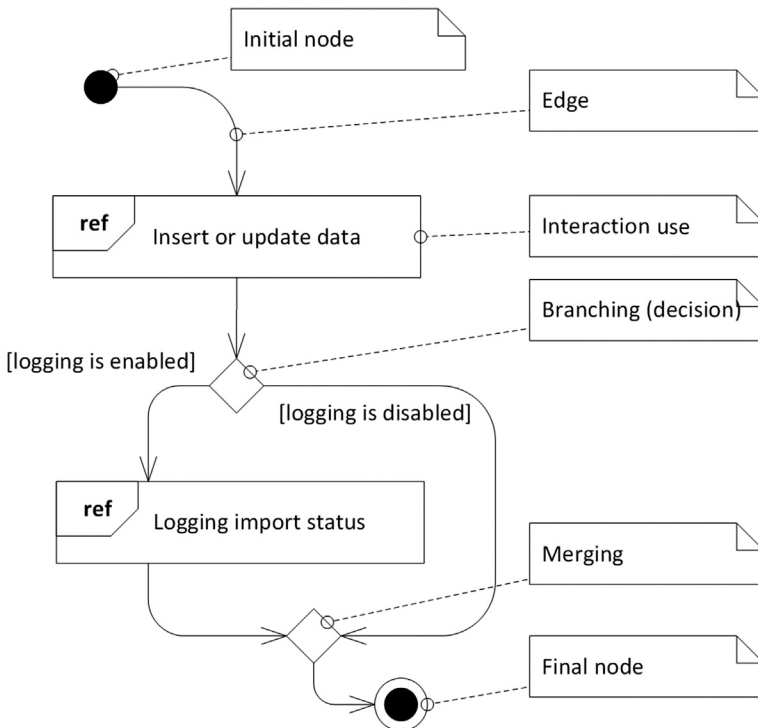 Initial node
Edge
ref
Insert or update data
Interaction use
Branching (decision)
[logging is enabled]
[logging is disabled]
ref
Logging import status
Merging
Final node